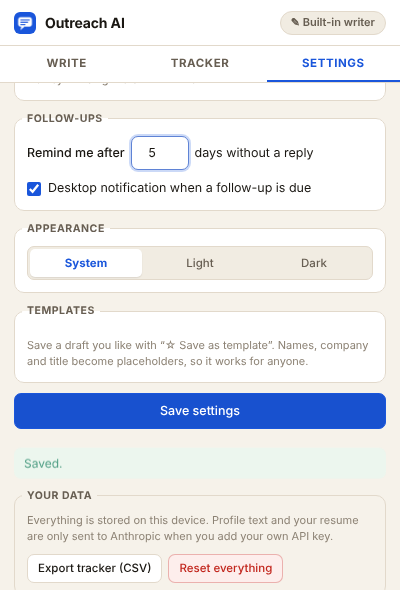 Outreach AI
✎ Built-in writer
WRITE
TRACKER
SETTINGS
FOLLOW-UPS
Remind me after 5 days without a reply
Desktop notification when a follow-up is due
APPEARANCE
System
Light
Dark
TEMPLATES
Save a draft you like with “☆ Save as template”. Names, company
and title become placeholders, so it works for anyone.
Save settings
Saved.
YOUR DATA
Everything is stored on this device. Profile text and your resume
are only sent to Anthropic when you add your own API key.
Export tracker (CSV)
Reset everything